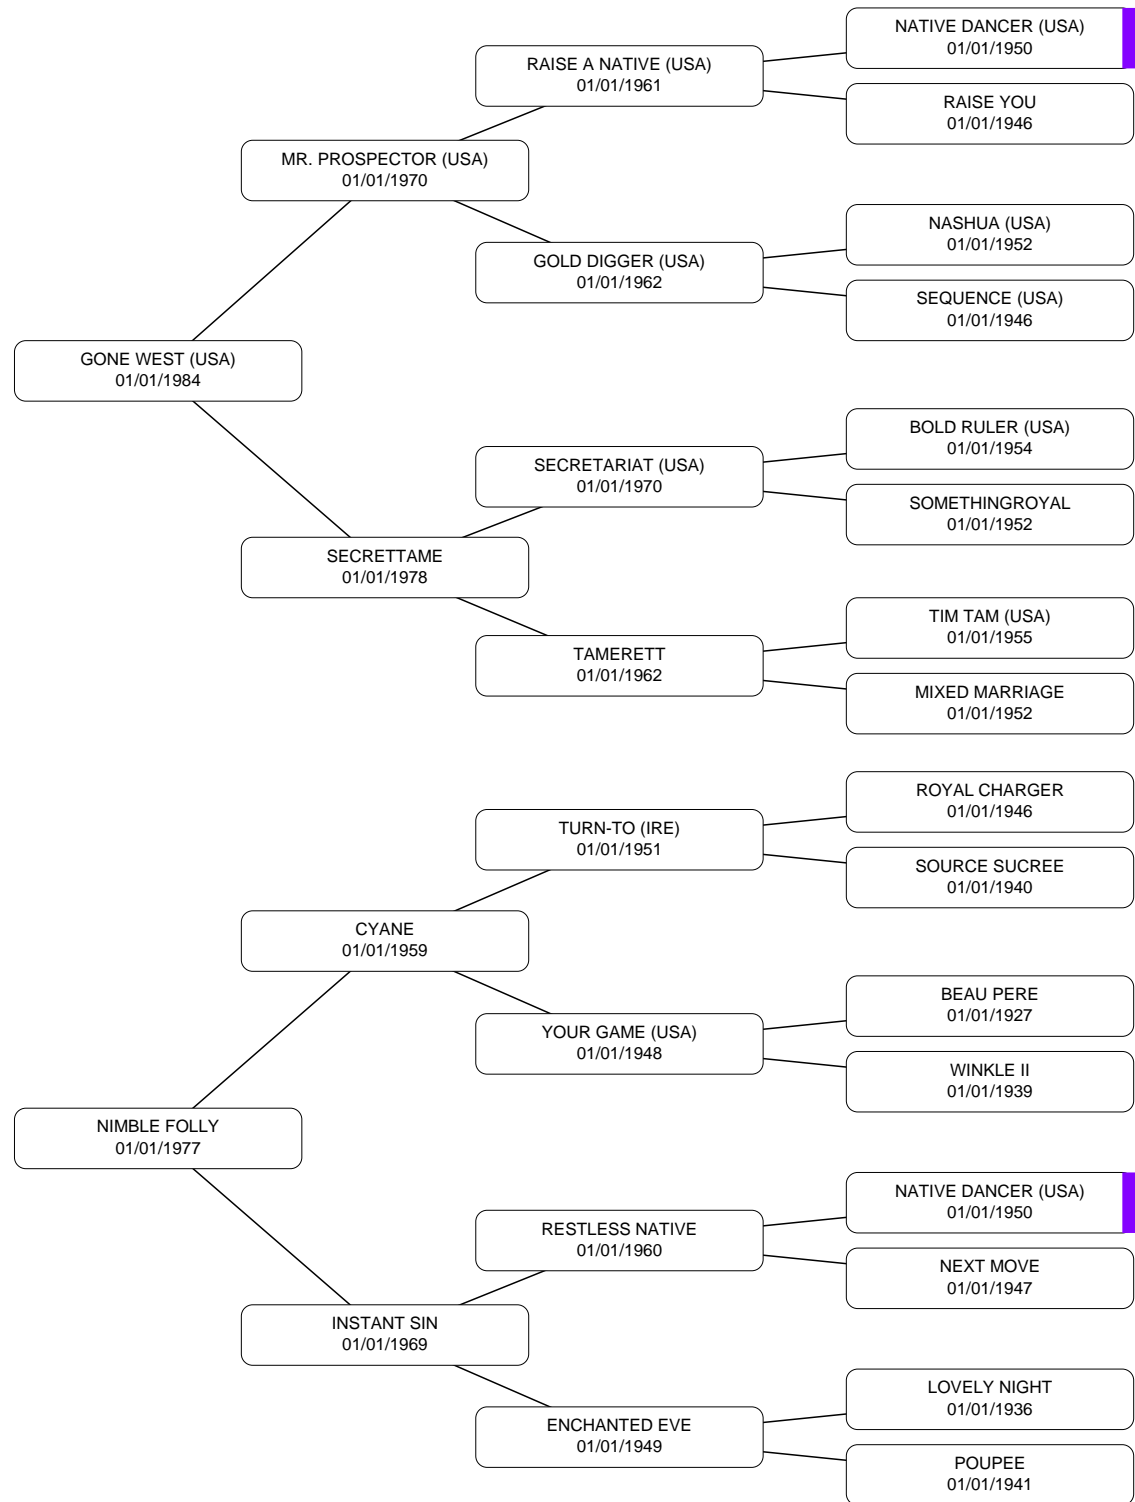 NATIVE DANCER (USA)
01/01/1950
RAISE A NATIVE (USA)
01/01/1961
RAISE YOU
01/01/1946
MR. PROSPECTOR (USA)
01/01/1970
NASHUA (USA)
01/01/1952
GOLD DIGGER (USA)
01/01/1962
SEQUENCE (USA)
01/01/1946
GONE WEST (USA)
01/01/1984
BOLD RULER (USA)
01/01/1954
SECRETARIAT (USA)
01/01/1970
SOMETHINGROYAL
01/01/1952
SECRETTAME
01/01/1978
TIM TAM (USA)
01/01/1955
TAMERETT
01/01/1962
MIXED MARRIAGE
01/01/1952
ROYAL CHARGER
01/01/1946
TURN-TO (IRE)
01/01/1951
SOURCE SUCREE
01/01/1940
CYANE
01/01/1959
BEAU PERE
01/01/1927
YOUR GAME (USA)
01/01/1948
WINKLE II
01/01/1939
NIMBLE FOLLY
01/01/1977
NATIVE DANCER (USA)
01/01/1950
RESTLESS NATIVE
01/01/1960
NEXT MOVE
01/01/1947
INSTANT SIN
01/01/1969
LOVELY NIGHT
01/01/1936
ENCHANTED EVE
01/01/1949
POUPEE
01/01/1941